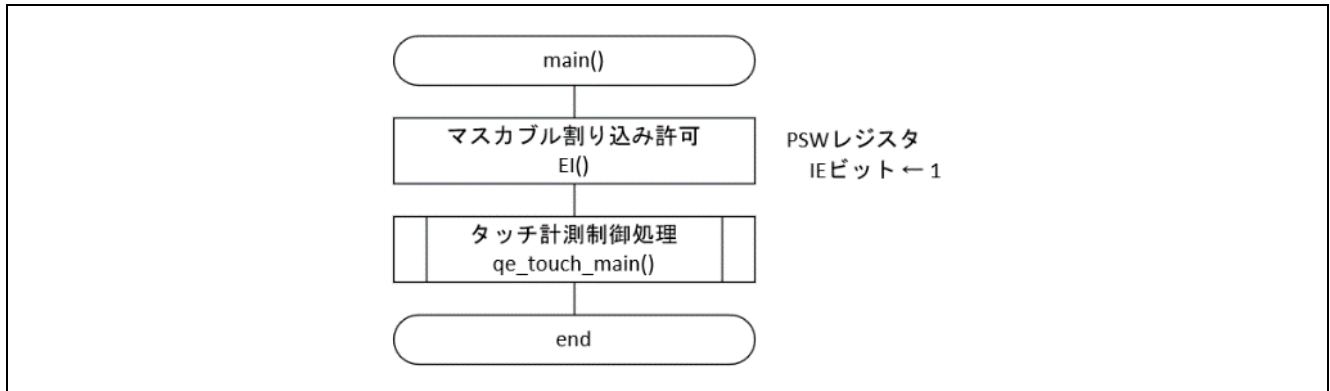 main()
マスカブル割り込み許可
EI()
PSWレジスタ
IEビット ← 1
タッチ計測制御処理
qe_touch_main()
end